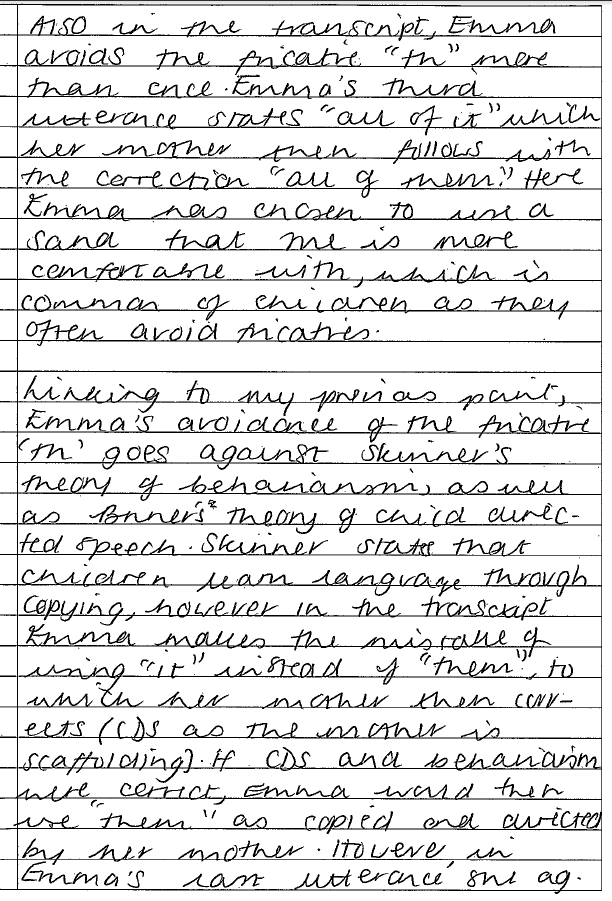 Also in the transcript, Emma
avoids the fricative "th" more
than once. Emma's third
utterance states "all of it" which
her mother then follows with
the correction "all of them." Here
Emma has chosen to use a
sand that she is more
comfortable with, which is
common of children as they
often avoid fricatives.
Linking to my previous point,
Emma's avoidance of the fricative
'th' goes against Skinner's
theory of behaviarism, as well
as Bruner's* theory of child direc-
ted speech. Skinner states that
children learn language through
copying, however in the transcript
Emma makes the mistake of
using "it" instead of "them", to
which her mother then corr-
ects (CDS as the mother is
scaffolding). If CDS and behaviarism
were correct, Emma would then
use "them" as copied and directed
by her mother. However, in
Emma's last utterance she ag-